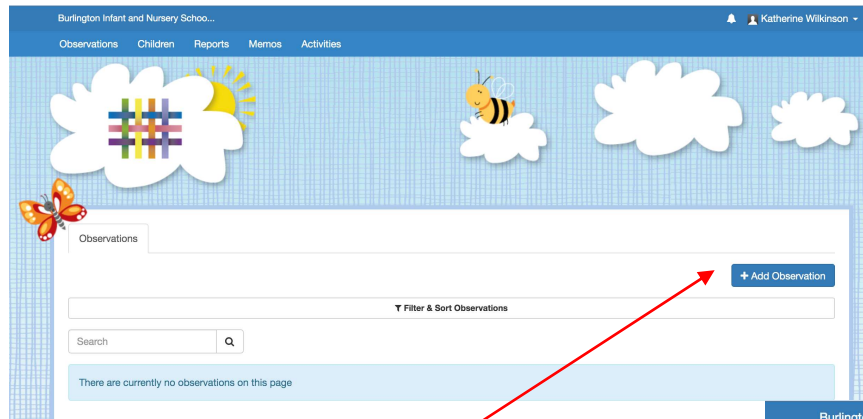 Burlington Infant and Nursery Schoo...
Katherine Wilkinson
Observations Children Reports Memos Activities
Observations
+ Add Observation
Filter & Sort Observations
Search
There are currently no observations on this page
Burlingt